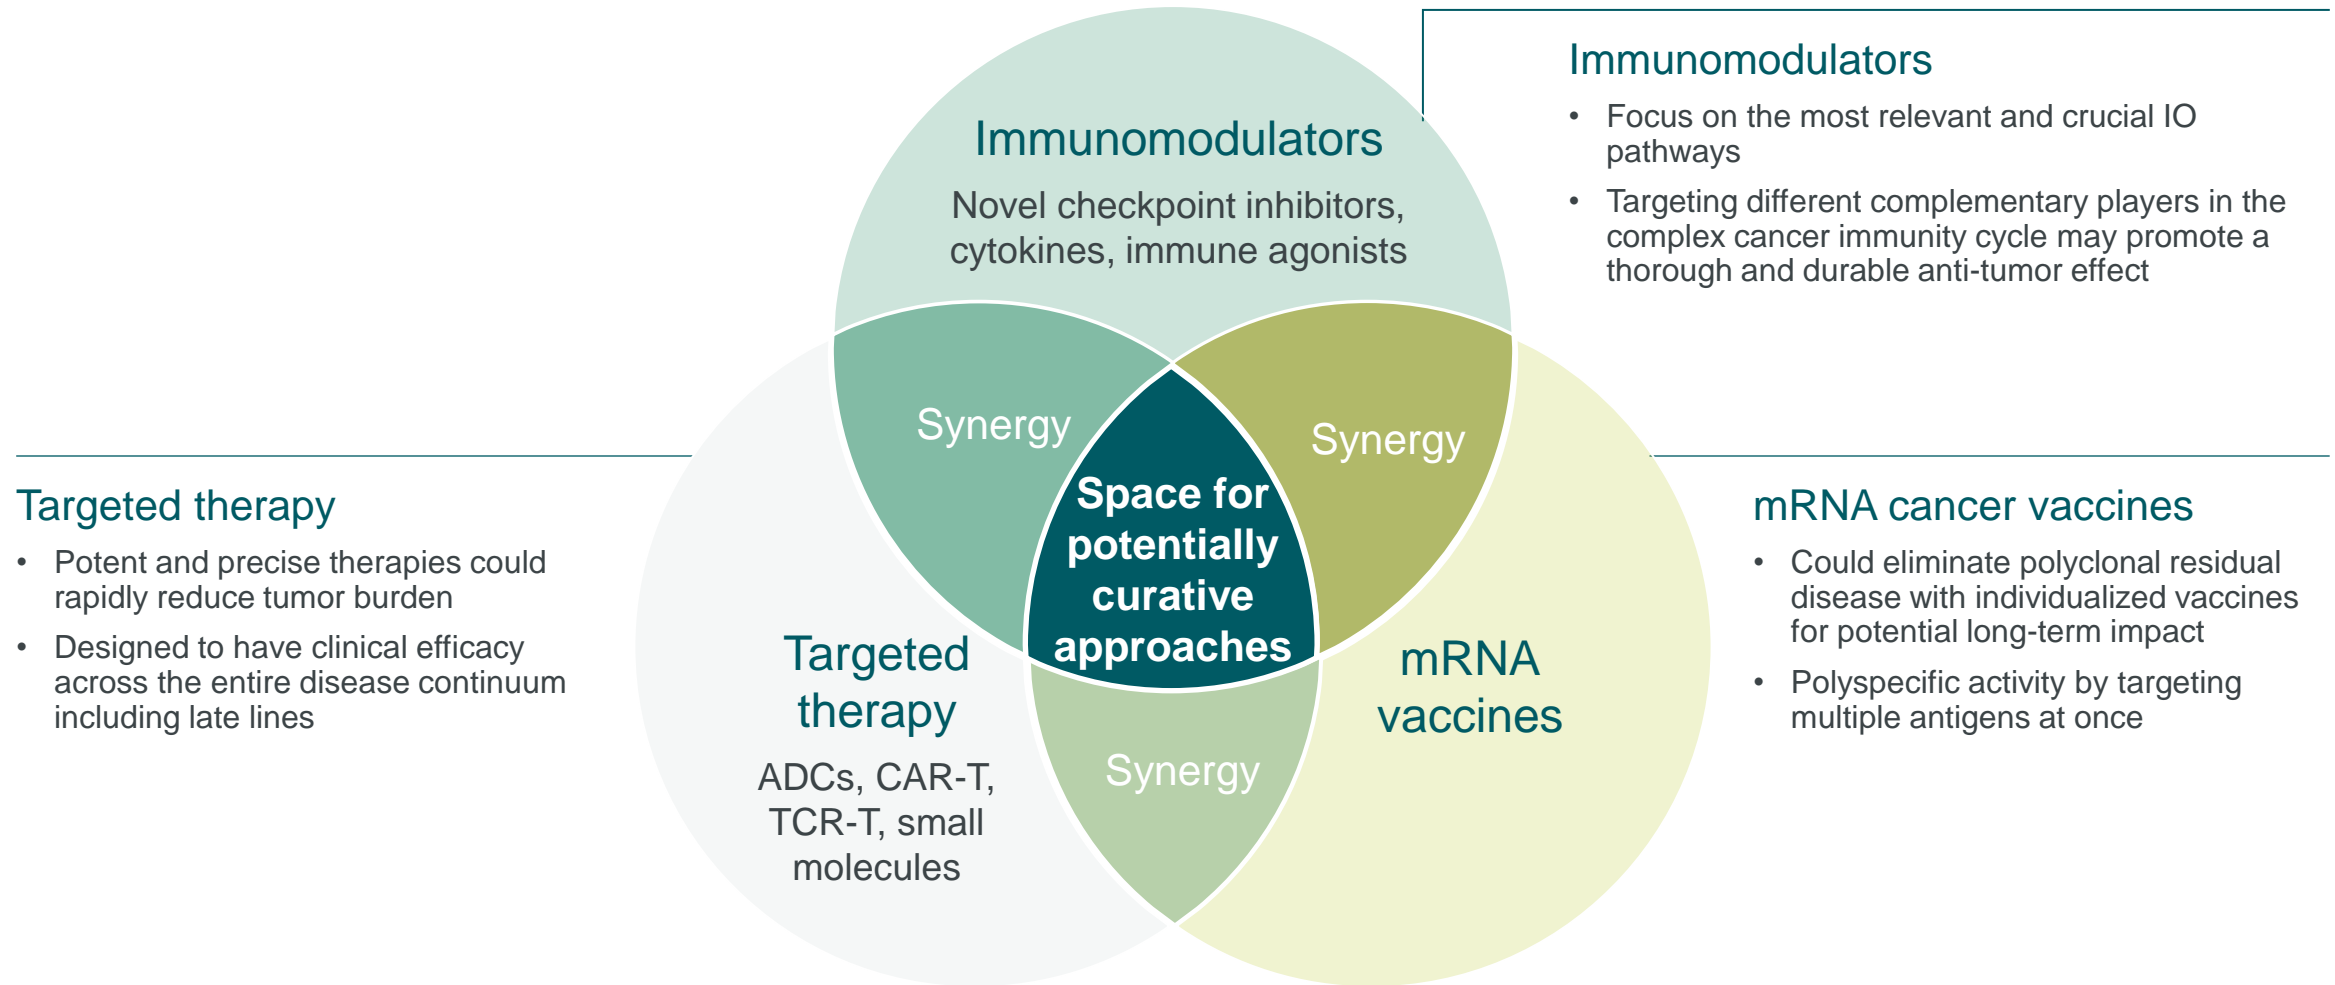 Immunomodulators
Novel checkpoint inhibitors,
cytokines, immune agonists
Synergy
Synergy
Space for
potentially
curative
approaches
Targeted
therapy
ADCs, CAR-T,
TCR-T, small
molecules
mRNA
vaccines
Synergy
Immunomodulators
• Focus on the most relevant and crucial IO
pathways
• Targeting different complementary players in the
complex cancer immunity cycle may promote a
thorough and durable anti-tumor effect
Targeted therapy
• Potent and precise therapies could
rapidly reduce tumor burden
• Designed to have clinical efficacy
across the entire disease continuum
including late lines
mRNA cancer vaccines
• Could eliminate polyclonal residual
disease with individualized vaccines
for potential long-term impact
• Polyspecific activity by targeting
multiple antigens at once